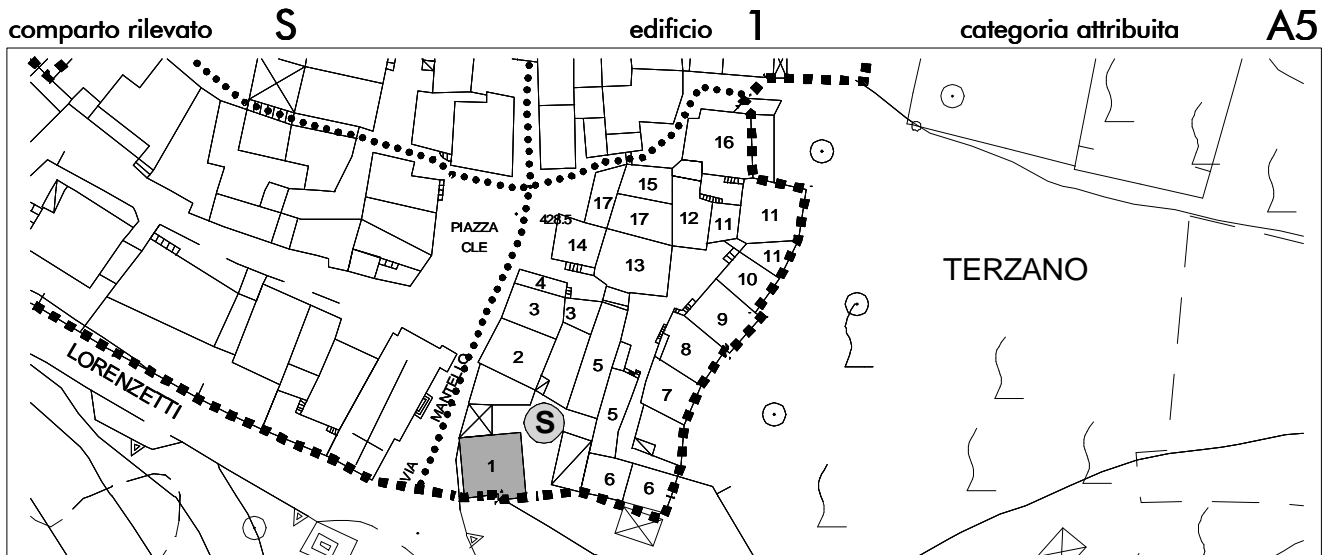 comparto rilevato S edificio 1 categoria attribuita A5
16
15
17 17 12 11 11
428.5
PIAZZA
CLE
14
13
11
10
TERZANO
4
3 3
9
2
8
5
7
LORENZETTI
VIA MANTELLO
5
S
1
6 6